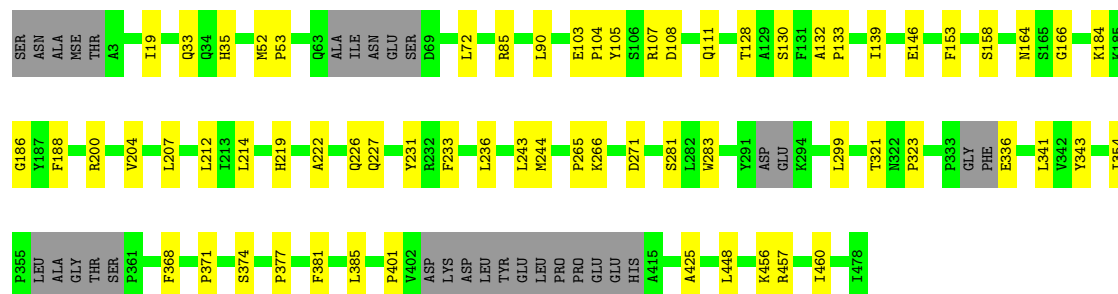 SER ASN ALA MSE THR A3 I19 Q33 Q34 H35 M52 P53 Q63 ALA ILE ASN GLU SER D69 L72 R85 L90 E103 P104 Y105 S106 R107 D108 Q111 T128 A129 S130 F131 A132 P133 I139 E146 F153 S158 N164 S165 G166 K184 K185
G186 Y187 F188 R200 V204 L207 L212 I213 L214 H219 A222 Q226 Q227 Y231 R232 F233 L236 L243 M244 P265 K266 D271 S281 L282 W283 Y291 ASP GLU K294 L299 T321 N322 P323 P333 GLY PHE E336 L341 V342 Y343 I354
P355 LEU ALA GLY THR SER P361 F368 P371 S374 P377 F381 L385 P401 V402 ASP LYS ASP LEU TYR GLU LEU PRO PRO GLU GLU HIS A415 A425 L448 K456 R457 I460 I478